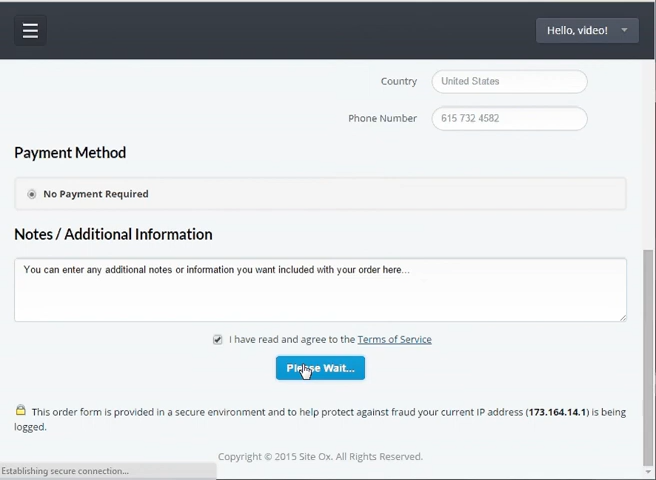 Hello, video!
Country United States
Phone Number 615 732 4582
Payment Method
No Payment Required
Notes / Additional Information
You can enter any additional notes or information you want included with your order here...
I have read and agree to the Terms of Service
Please Wait...
This order form is provided in a secure environment and to help protect against fraud your current IP address (173.164.14.1) is being
logged.
Copyright © 2015 Site Ox. All Rights Reserved.
Establishing secure connection...